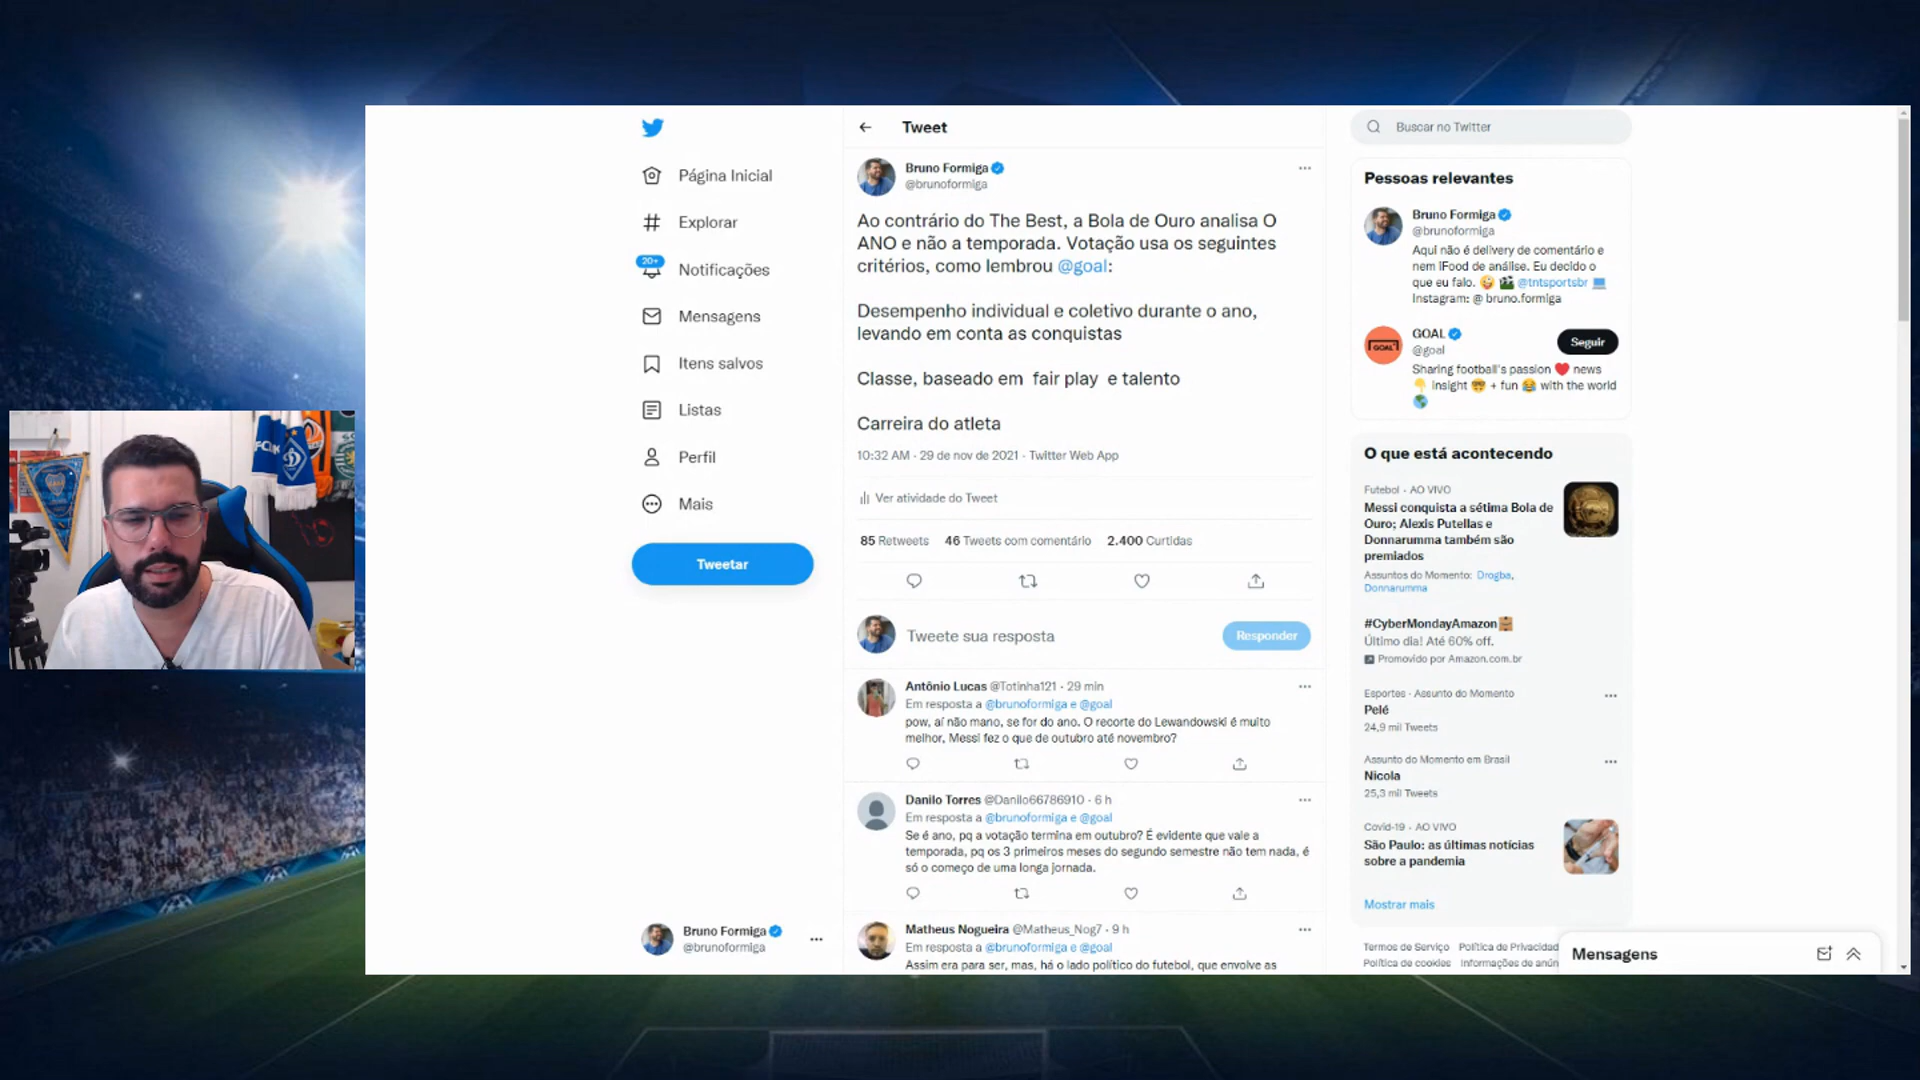 Tweet
Buscar no Twitter
Página Inicial
Explorar
20+
Notificações
Mensagens
Itens salvos
Listas
Perfil
Mais
Tweetar
Bruno Formiga
@brunoformiga
Bruno Formiga
@brunoformiga
Ao contrário do The Best, a Bola de Ouro analisa O
ANO e não a temporada. Votação usa os seguintes
critérios, como lembrou @goal:
Desempenho individual e coletivo durante o ano,
levando em conta as conquistas
Classe, baseado em fair play e talento
Carreira do atleta
10:32 AM · 29 de nov de 2021 · Twitter Web App
Ver atividade do Tweet
85 Retweets 46 Tweets com comentário 2.400 Curtidas
Tweete sua resposta
Responder
Antônio Lucas @Totinha121 · 29 min
Em resposta a @brunoformiga e @goal
pow, aí não mano, se for do ano. O recorte do Lewandowski é muito
melhor, Messi fez o que de outubro até novembro?
Danilo Torres @Danilo66786910 · 6 h
Em resposta a @brunoformiga e @goal
Se é ano, pq a votação termina em outubro? É evidente que vale a
temporada, pq os 3 primeiros meses do segundo semestre não tem nada, é
só o começo de uma longa jornada.
Matheus Nogueira @Matheus_Nog7 · 9 h
Em resposta a @brunoformiga e @goal
Assim era para ser, mas, há o lado político do futebol, que envolve as
Pessoas relevantes
Bruno Formiga
@brunoformiga
Aqui não é delivery de comentário e
nem iFood de análise. Eu decido o
que eu falo. 🤪 🎬 @tntsportsbr 💻
Instagram: @ bruno.formiga
GOAL
GOAL
@goal
Seguir
Sharing football's passion ❤️ news
👇 insight 🤓 + fun 😂 with the world
🌎
O que está acontecendo
Futebol · AO VIVO
Messi conquista a sétima Bola de
Ouro; Alexis Putellas e
Donnarumma também são
premiados
Assuntos do Momento: Drogba,
Donnarumma
#CyberMondayAmazon
Último dia! Até 60% off.
Promovido por Amazon.com.br
Esportes · Assunto do Momento
Pelé
24,9 mil Tweets
Assunto do Momento em Brasil
Nicola
25,3 mil Tweets
Covid-19 · AO VIVO
São Paulo: as últimas notícias
sobre a pandemia
Mostrar mais
Termos de Serviço Política de Privacidad
Política de cookies Informações de anún
Mensagens